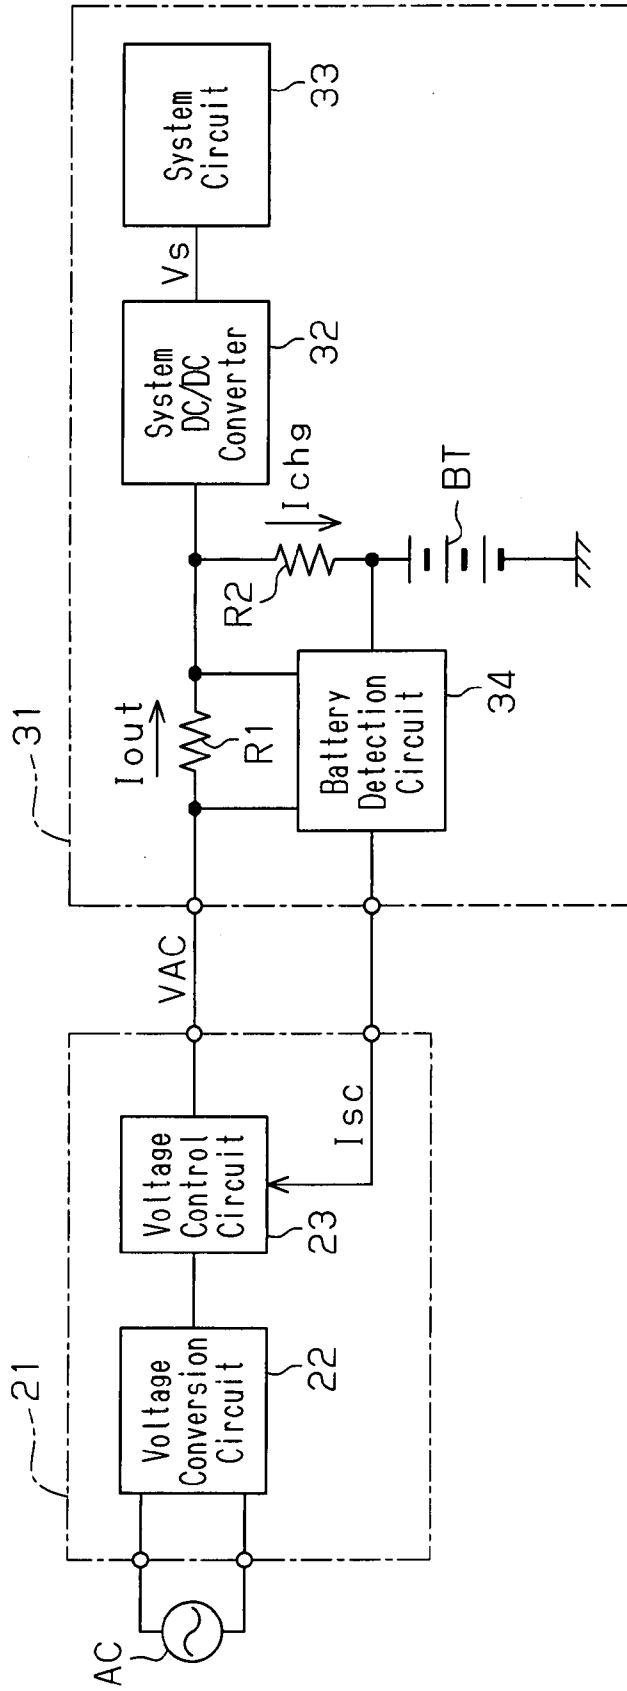 AC
21
Voltage
Conversion
Circuit
22
Voltage
Control
Circuit
23
Isc
VAC
31
Iout
R1
Battery
Detection
Circuit
34
R2
Ichg
BT
System
DC/DC
Converter
32
Vs
System
Circuit
33